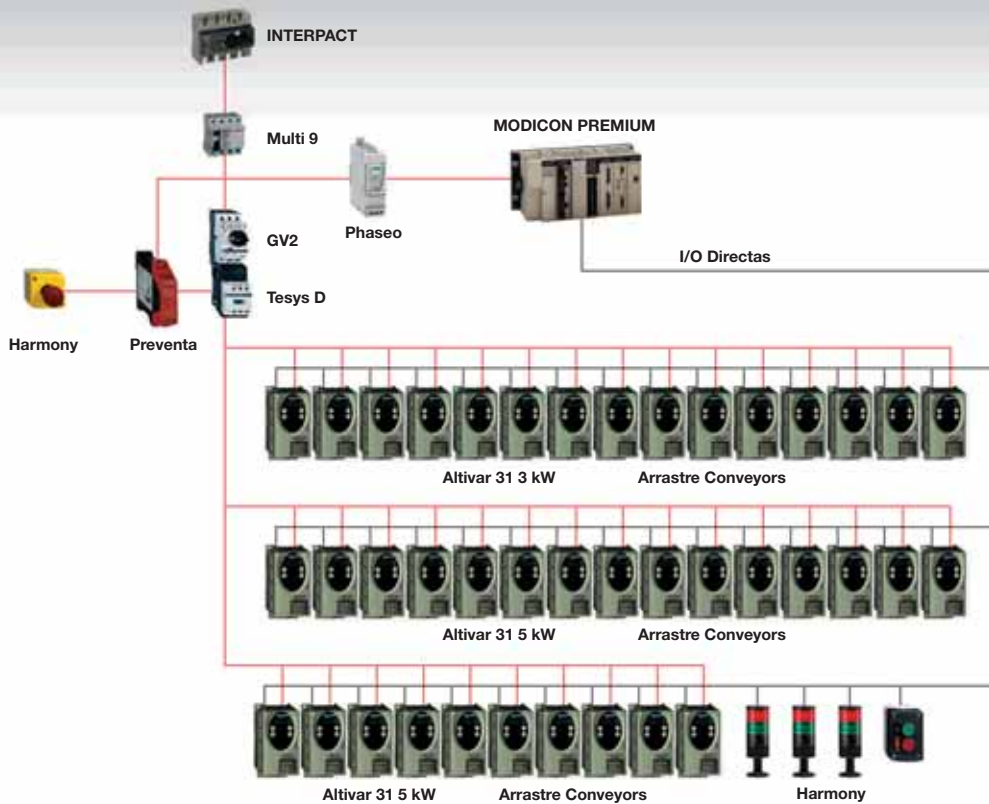 INTERPACT
Multi 9
MODICON PREMIUM
Phaseo
GV2
I/O Directas
Tesys D
Harmony
Preventa
Altivar 31 3 kW
Arrastre Conveyors
Altivar 31 5 kW
Arrastre Conveyors
Altivar 31 5 kW
Arrastre Conveyors
Harmony